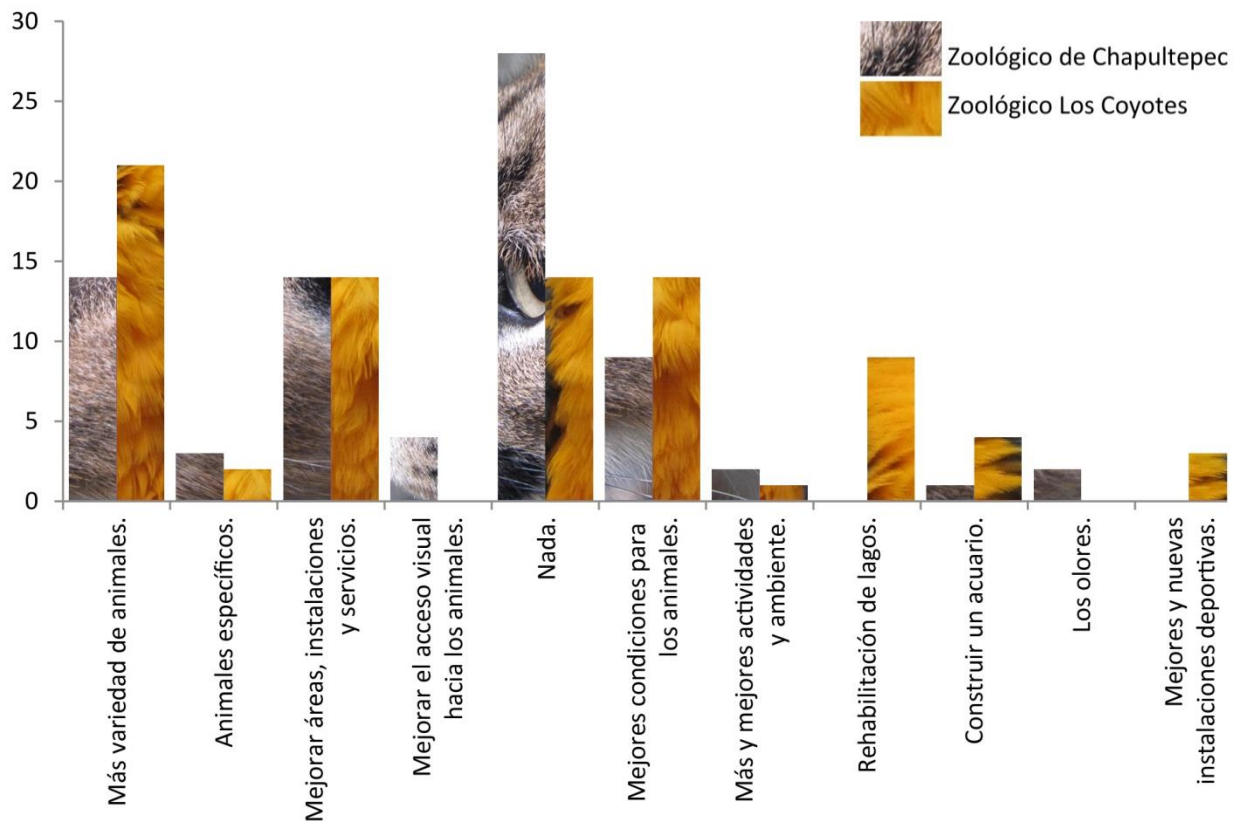 30
25
20
15
10
5
0
Zoológico de Chapultepec
Zoológico Los Coyotes
Más variedad de animales.
Animales específicos.
Mejorar áreas, instalaciones
y servicios.
Mejorar el acceso visual
hacia los animales.
Nada.
Mejores condiciones para
los animales.
Más y mejores actividades
y ambiente.
Rehabilitación de lagos.
Construir un acuario.
Los olores.
Mejores y nuevas
instalaciones deportivas.